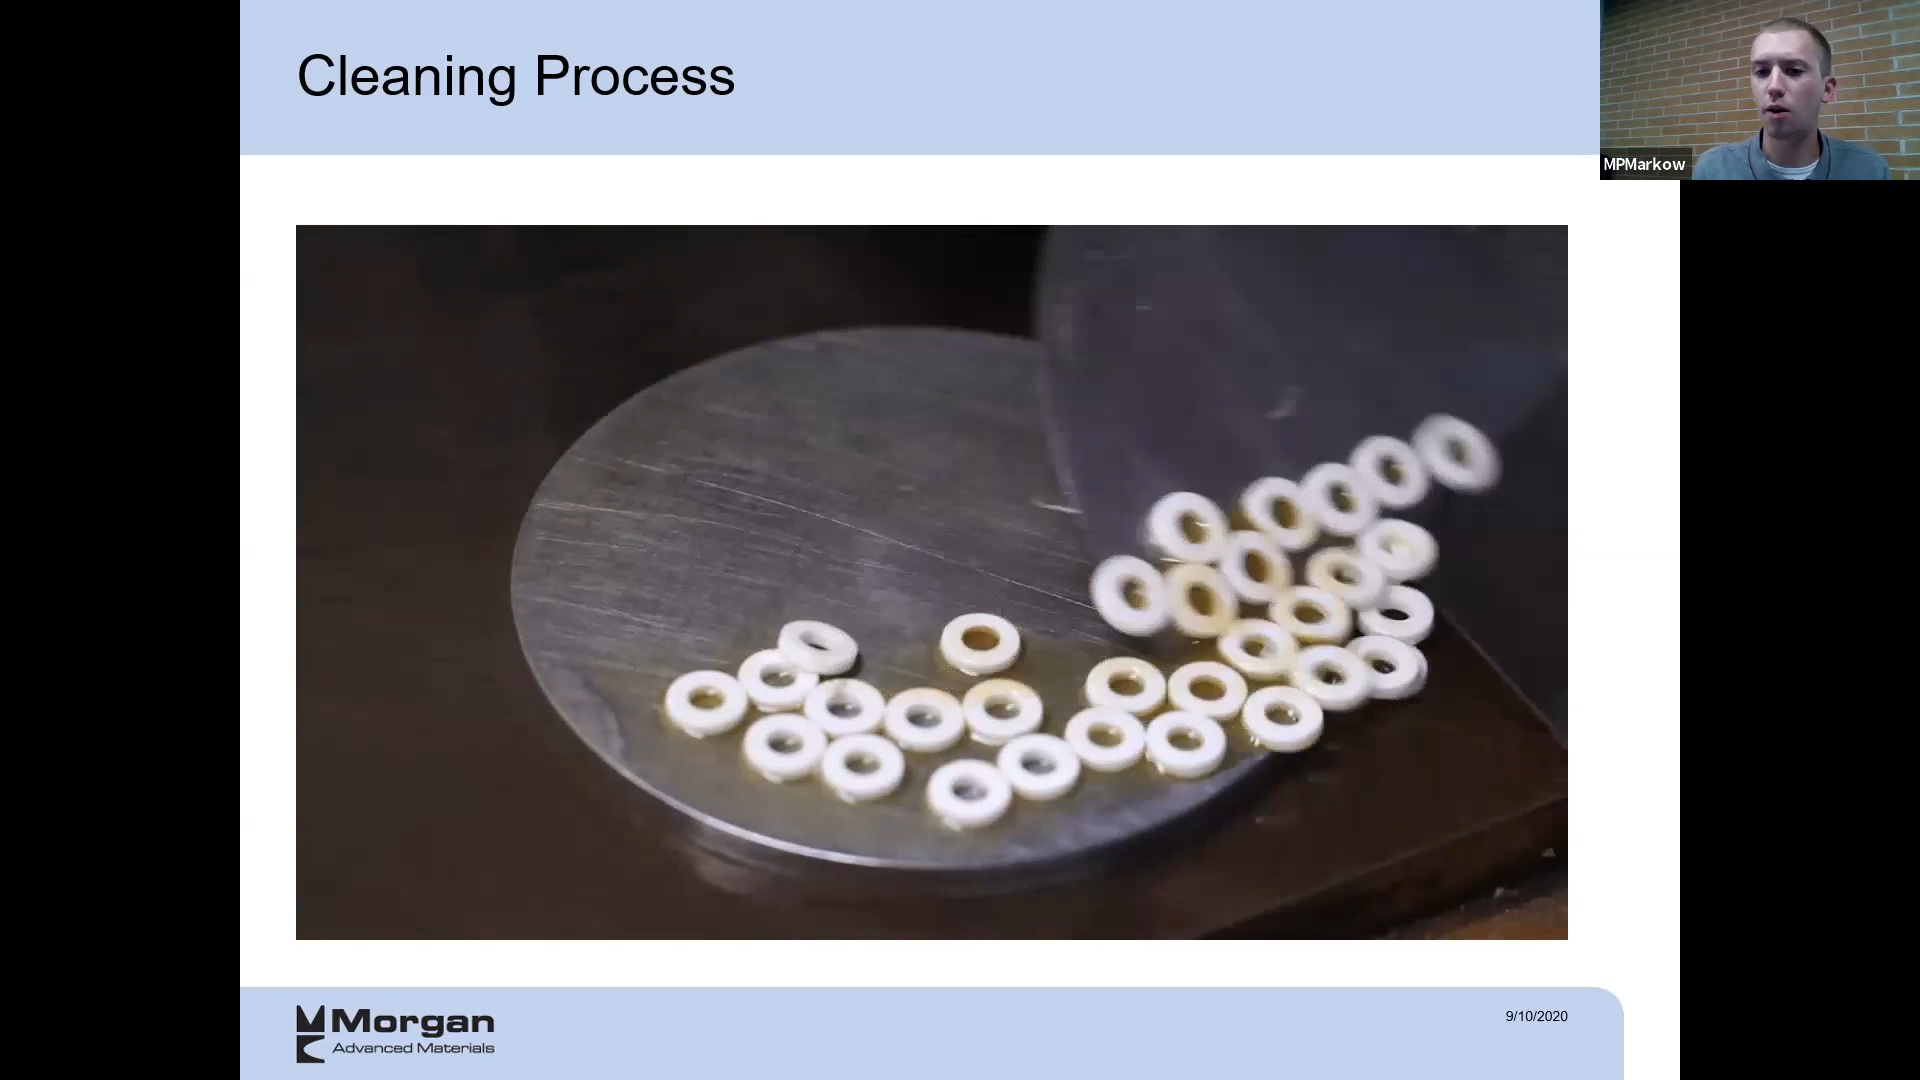 Cleaning Process
MPMarkow
Morgan
Advanced Materials
9/10/2020